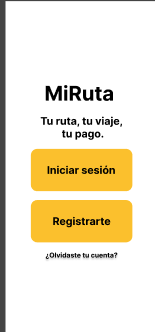 MiRuta
Tu ruta, tu viaje,
tu pago.
Iniciar sesión
Registrarte
¿Olvidaste tu cuenta?